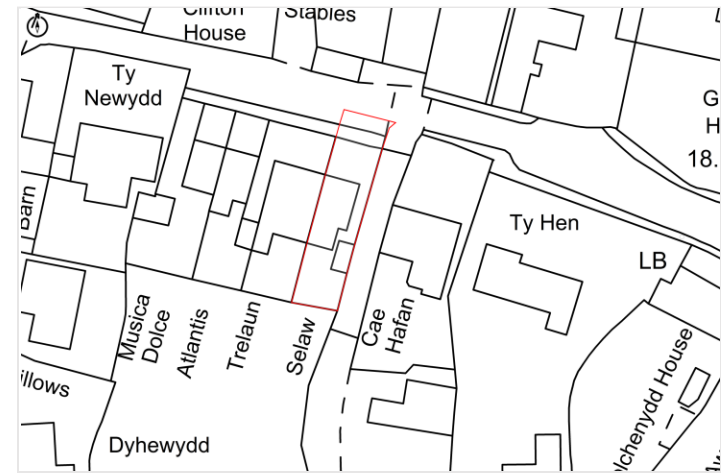 Clifton
House
Stables
Ty
Newydd
G
H
18.
Barn
Ty Hen
LB
Musica
Dolce
Atlantis
Trelaun
Selaw
Cae
Hafan
illows
Dyhewydd
lchenydd House